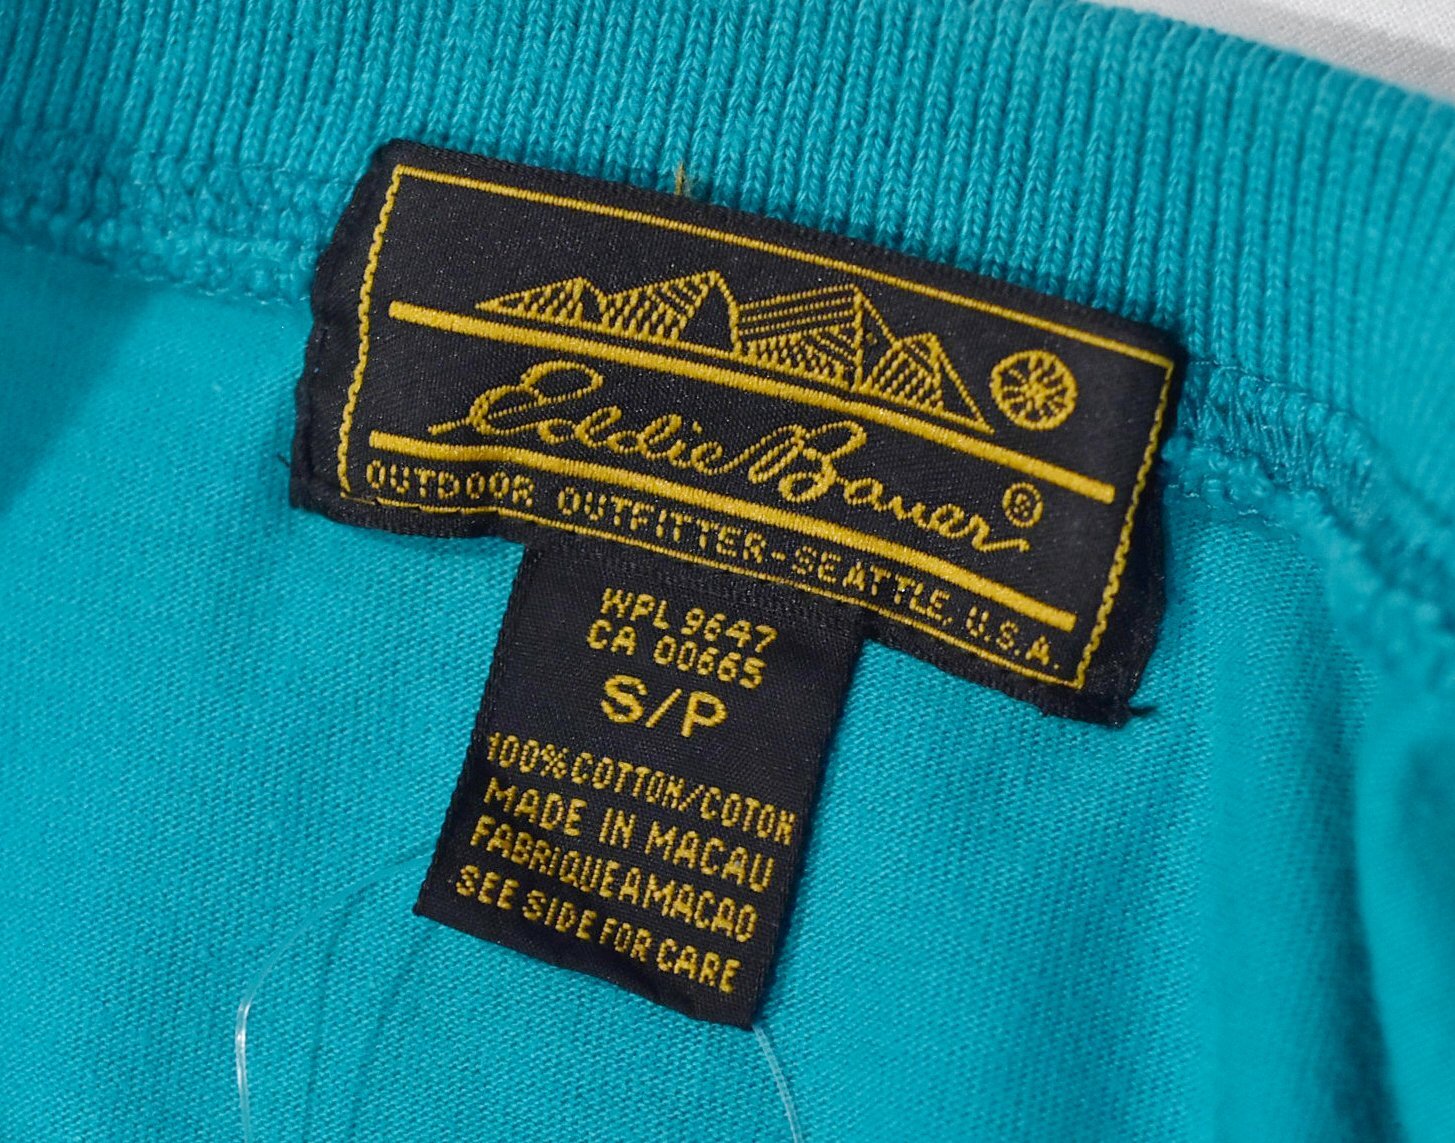 Eddie Bauer®
OUTDOOR OUTFITTER-SEATTLE, U.S.A.
WPL 9647
CA 00665
S/P
100% COTTON/COTON
MADE IN MACAU
FABRIQUE A MACAO
SEE SIDE FOR CARE